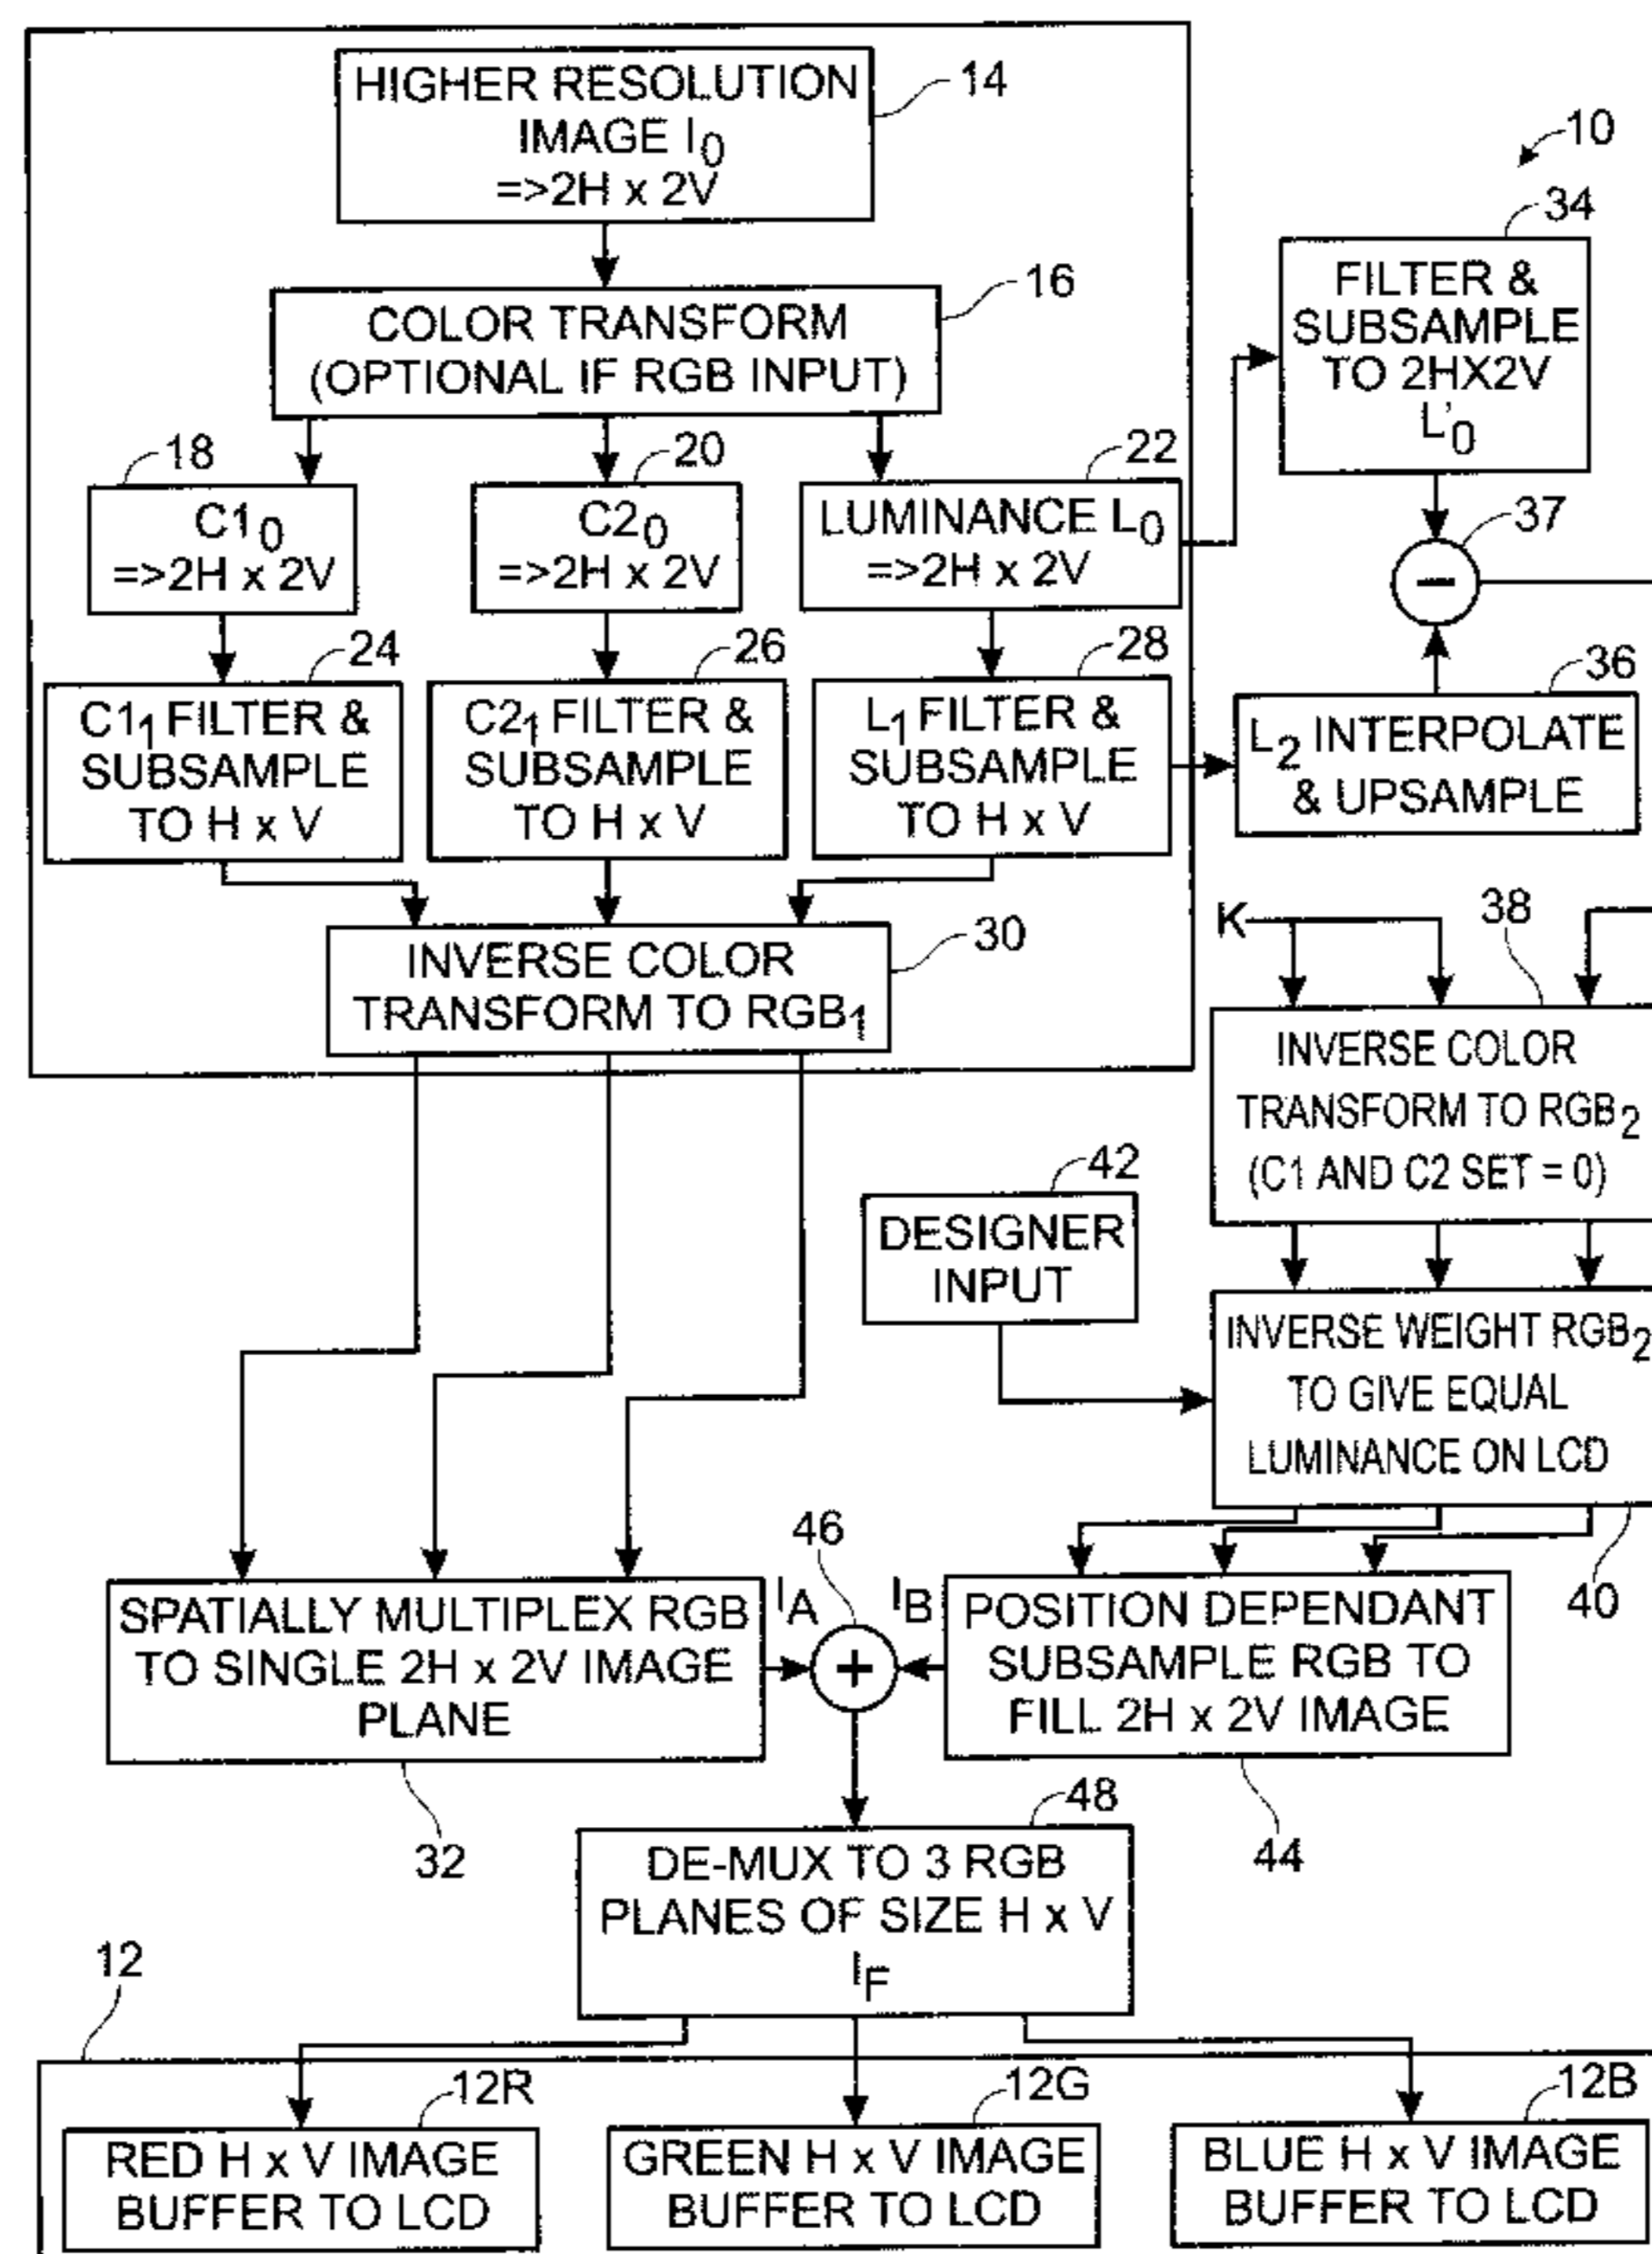 HIGHER RESOLUTION
IMAGE I0
=>2H x 2V
14
10
COLOR TRANSFORM
(OPTIONAL IF RGB INPUT)
16
34
FILTER &
SUBSAMPLE
TO 2HX2V
L'0
18
C10
=>2H x 2V
20
C20
=>2H x 2V
22
LUMINANCE L0
=>2H x 2V
37
−
24
C11 FILTER &
SUBSAMPLE
TO H x V
26
C21 FILTER &
SUBSAMPLE
TO H x V
28
L1 FILTER &
SUBSAMPLE
TO H x V
36
L2 INTERPOLATE
& UPSAMPLE
30
INVERSE COLOR
TRANSFORM TO RGB1
K
38
INVERSE COLOR
TRANSFORM TO RGB2
(C1 AND C2 SET = 0)
42
DESIGNER
INPUT
INVERSE WEIGHT RGB2
TO GIVE EQUAL
LUMINANCE ON LCD
40
SPATIALLY MULTIPLEX RGB
TO SINGLE 2H x 2V IMAGE
PLANE
32
IA
46
+
IB
POSITION DEPENDANT
SUBSAMPLE RGB TO
FILL 2H x 2V IMAGE
44
48
DE-MUX TO 3 RGB
PLANES OF SIZE H x V
IF
12
12R
RED H x V IMAGE
BUFFER TO LCD
12G
GREEN H x V IMAGE
BUFFER TO LCD
12B
BLUE H x V IMAGE
BUFFER TO LCD